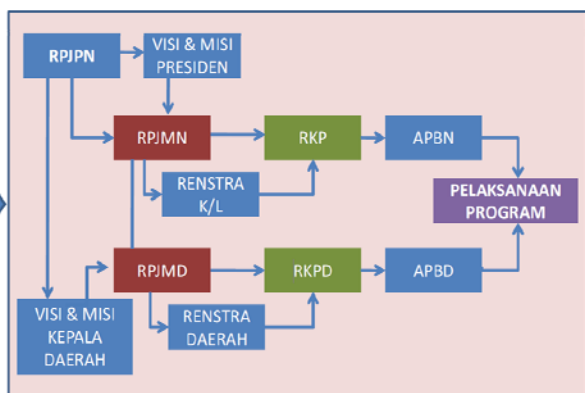 RPJPN
VISI & MISI
PRESIDEN
RPJMN
RKP
APBN
RENSTRA
K/L
PELAKSANAAN
PROGRAM
RPJMD
RKPD
APBD
VISI & MISI
KEPALA
DAERAH
RENSTRA
DAERAH